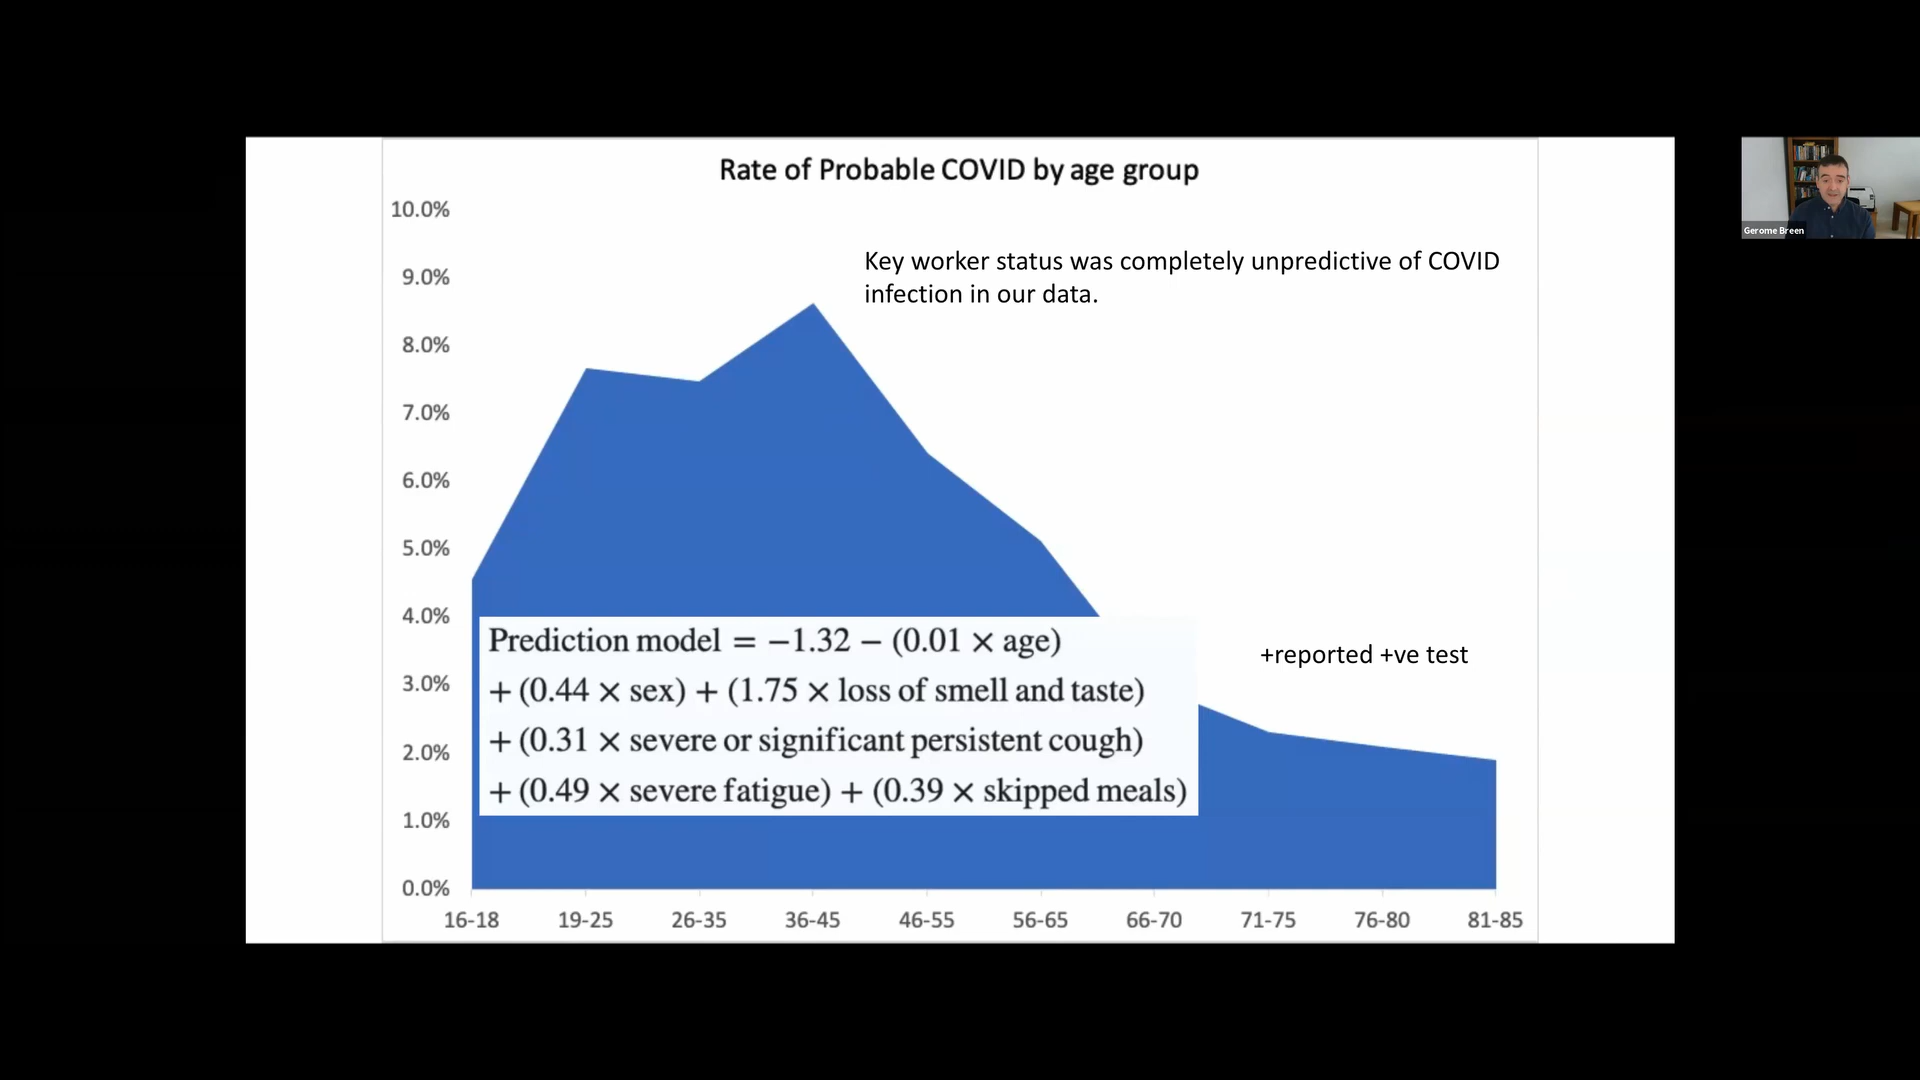 Rate of Probable COVID by age group
10.0%
9.0%
8.0%
7.0%
6.0%
5.0%
4.0%
3.0%
2.0%
1.0%
0.0%
Key worker status was completely unpredictive of COVID
infection in our data.
Prediction model = −1.32 − (0.01 × age)
+ (0.44 × sex) + (1.75 × loss of smell and taste)
+ (0.31 × severe or significant persistent cough)
+ (0.49 × severe fatigue) + (0.39 × skipped meals)
+reported +ve test
16-18 19-25 26-35 36-45 46-55 56-65 66-70 71-75 76-80 81-85
Gerome Breen